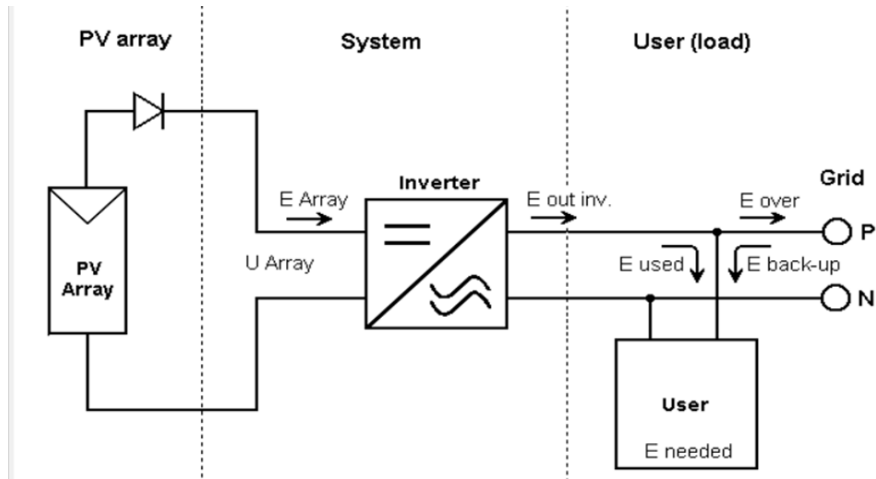 PV array
System
User (load)
Grid
E Array
Inverter
E out inv.
E over
P
U Array
E used
E back-up
PV
Array
N
User
E needed